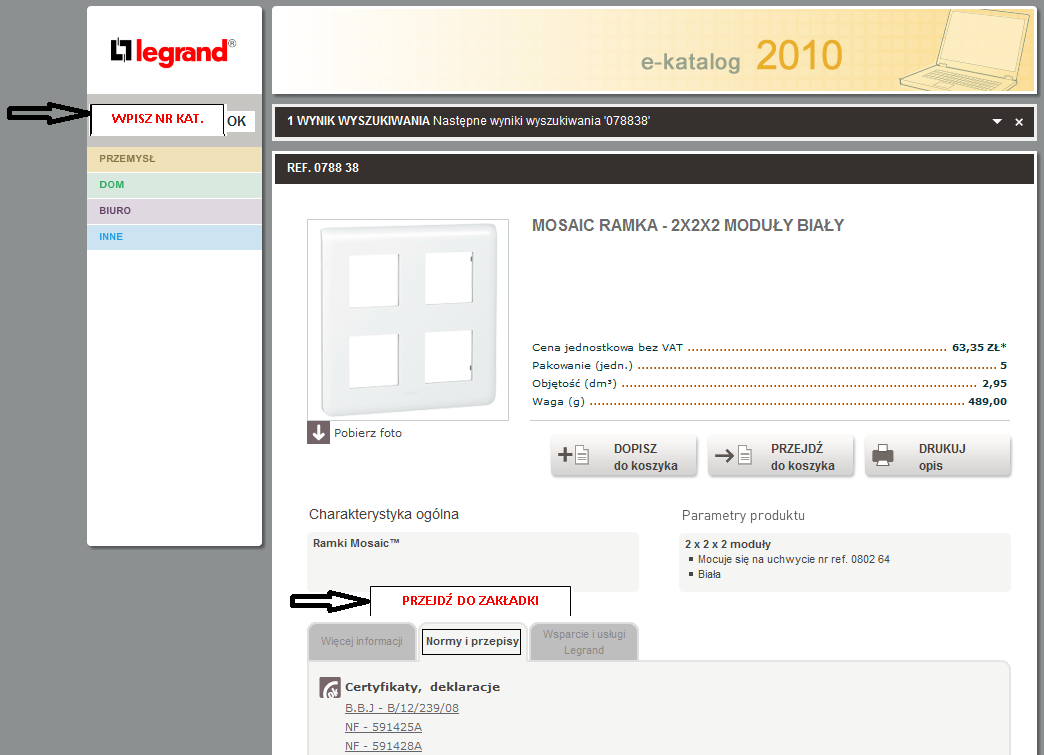 legrand®
e-katalog 2010
WPISZ NR KAT.
OK
1 WYNIK WYSZUKIWANIA Następne wyniki wyszukiwania '078838'
PRZEMYSŁ
DOM
BIURO
INNE
REF. 0788 38
MOSAIC RAMKA - 2X2X2 MODUŁY BIAŁY
Cena jednostkowa bez VAT 63,35 ZŁ*
Pakowanie (jedn.) 5
Objętość (dm³) 2,95
Waga (g) 489,00
Pobierz foto
DOPISZ
do koszyka
PRZEJDŹ
do koszyka
DRUKUJ
opis
Charakterystyka ogólna
Ramki Mosaic™
Parametry produktu
2 x 2 x 2 moduły
▪ Mocuje się na uchwycie nr ref. 0802 64
▪ Biała
PRZEJDŹ DO ZAKŁADKI
Więcej informacji
Normy i przepisy
Wsparcie i usługi
Legrand
Certyfikaty, deklaracje
B.B.J - B/12/239/08
NF - 591425A
NF - 591428A